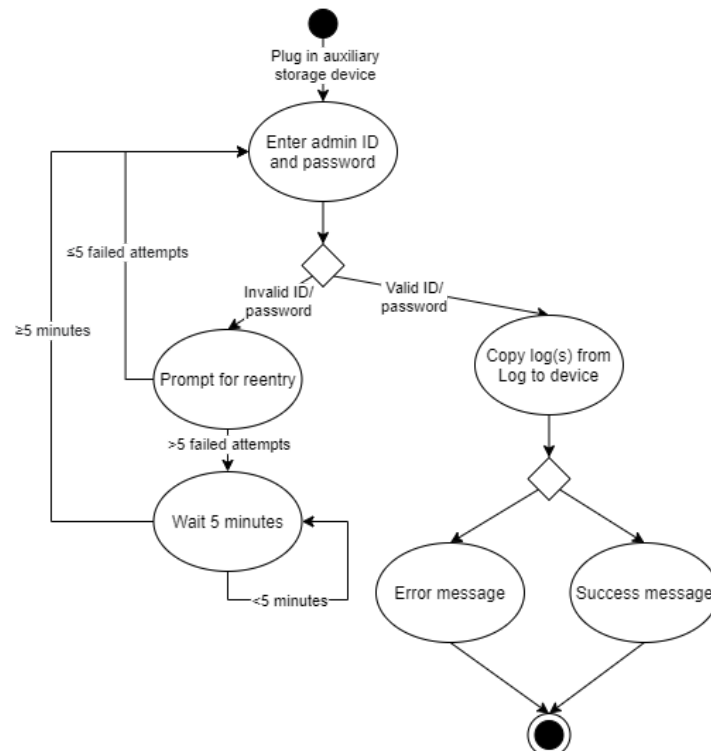 Plug in auxiliary
storage device
Enter admin ID
and password
≤5 failed attempts
Invalid ID/
password
Valid ID/
password
≥5 minutes
Prompt for reentry
Copy log(s) from
Log to device
>5 failed attempts
Wait 5 minutes
<5 minutes
Error message
Success message